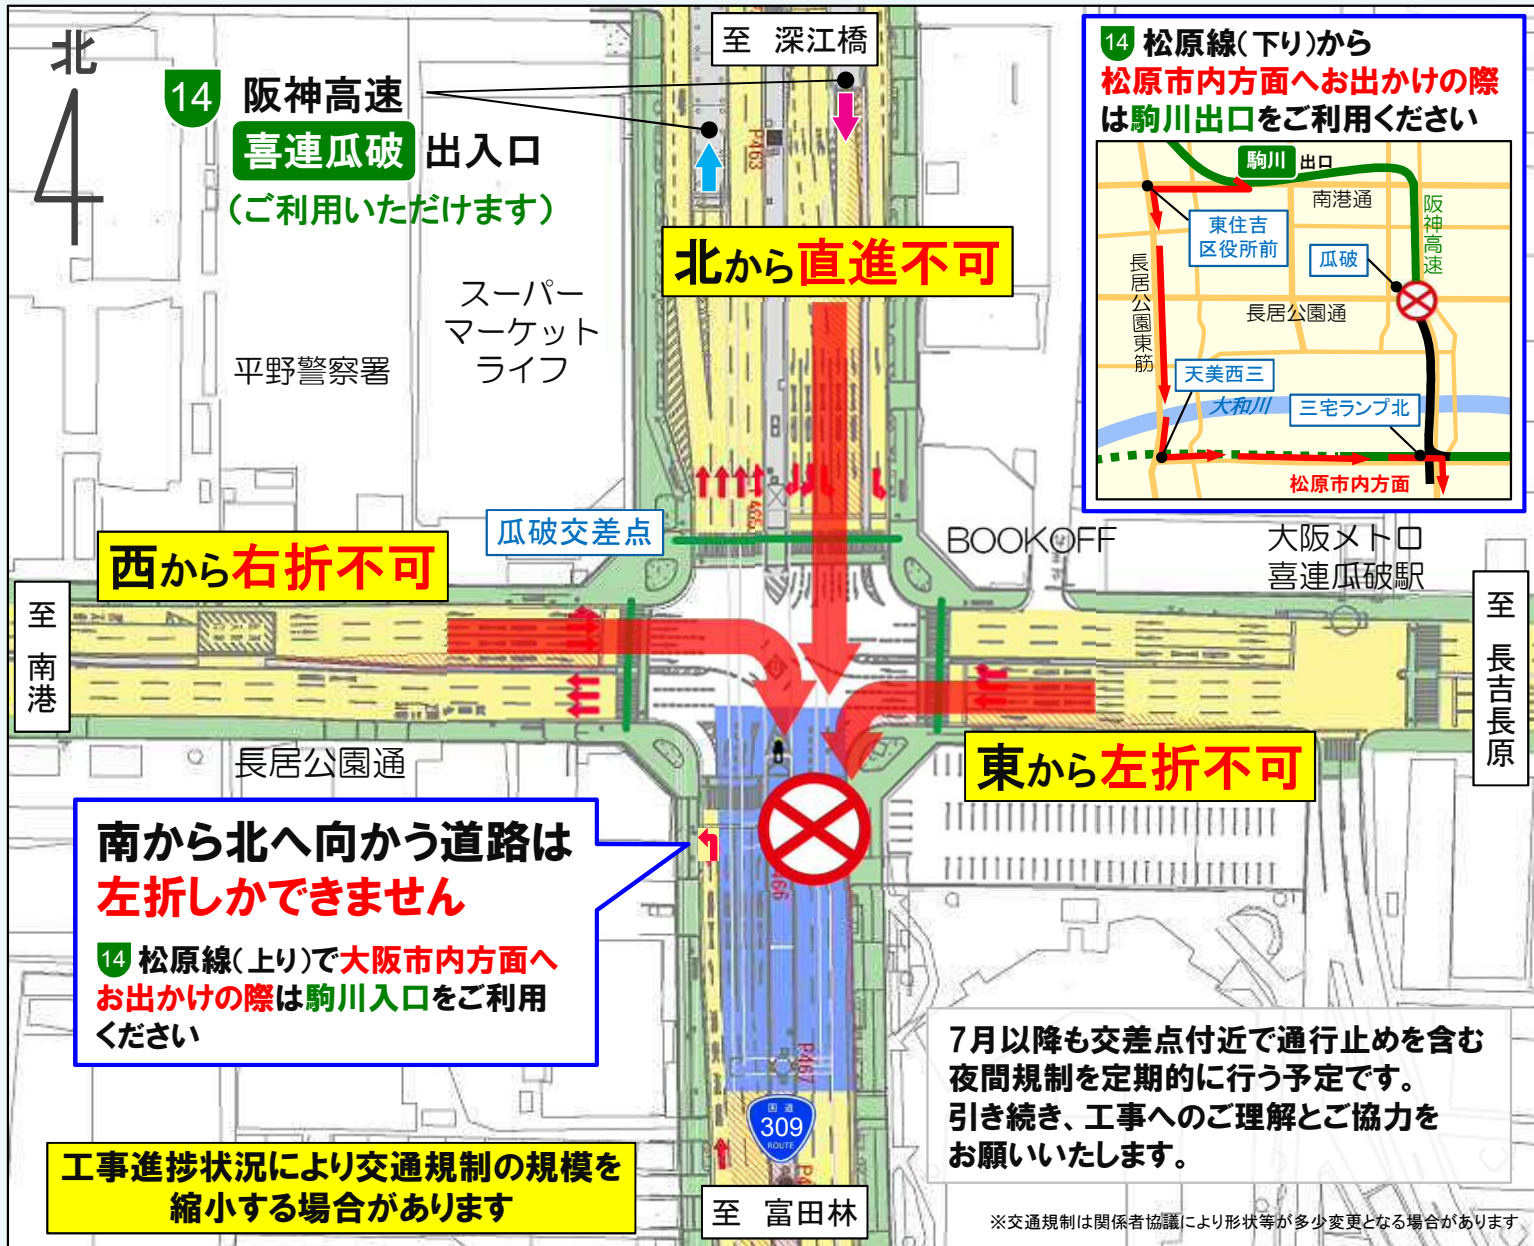 北
14 阪神高速
喜連瓜破 出入口
（ご利用いただけます）
至 深江橋
14 松原線（下り）から
松原市内方面へお出かけの際
は駒川出口をご利用ください
駒川 出口
南港通
阪神高速
東住吉
区役所前
瓜破
長居公園東筋
長居公園通
天美西三
大和川
三宅ランプ北
松原市内方面
北から直進不可
P463
スーパー
マーケット
ライフ
平野警察署
瓜破交差点
BOOKOFF
大阪メトロ
喜連瓜破駅
西から右折不可
至 南港
至 長吉長原
長居公園通
東から左折不可
南から北へ向かう道路は
左折しかできません
14 松原線（上り）で大阪市内方面へ
お出かけの際は駒川入口をご利用
ください
P467
国道
309
ROUTE
7月以降も交差点付近で通行止めを含む
夜間規制を定期的に行う予定です。
引き続き、工事へのご理解とご協力を
お願いいたします。
工事進捗状況により交通規制の規模を
縮小する場合があります
至 富田林
※交通規制は関係者協議により形状等が多少変更となる場合があります